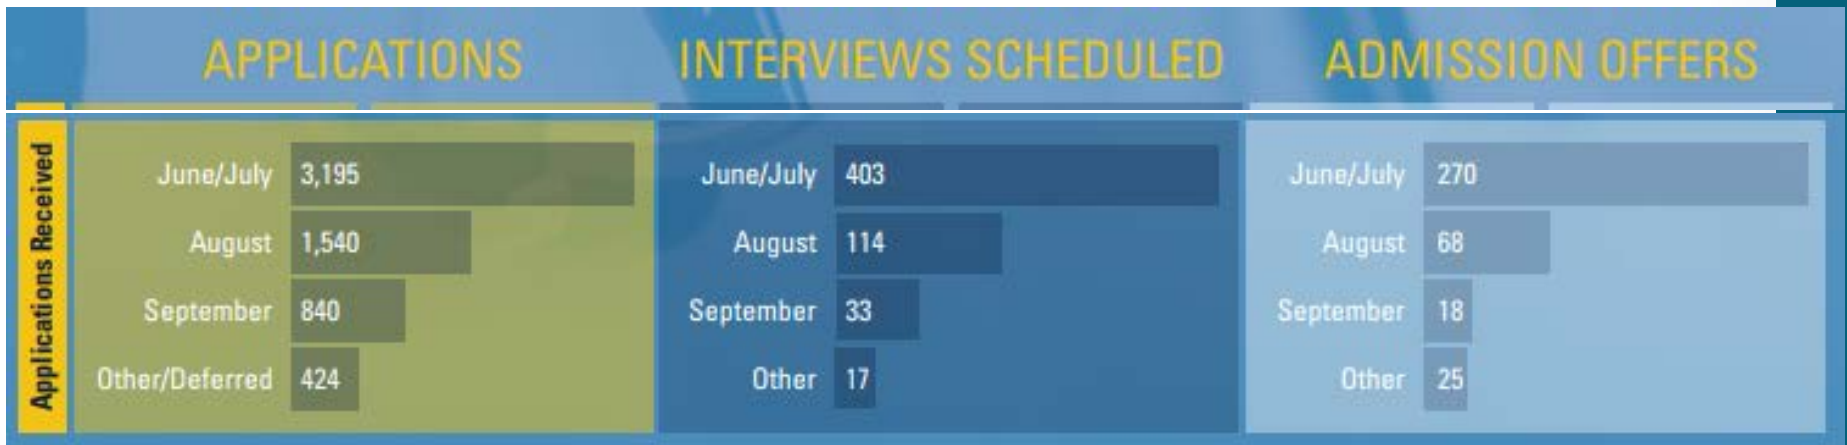 APPLICATIONS INTERVIEWS SCHEDULED ADMISSION OFFERS
Applications Received
June/July 3,195
August 1,540
September 840
Other/Deferred 424
June/July 403
August 114
September 33
Other 17
June/July 270
August 68
September 18
Other 25